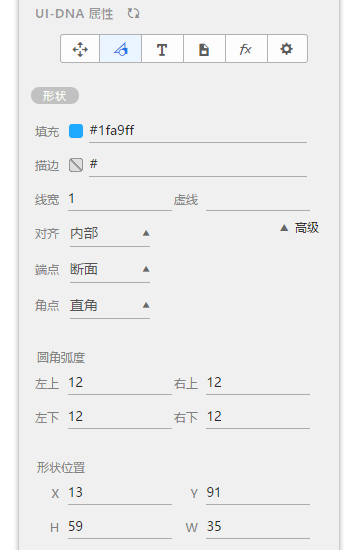 UI-DNA 属性
T
fx
形状
填充 #1fa9ff
描边 #
线宽 1 虚线
对齐 内部 ▲ 高级
端点 断面
角点 直角
圆角弧度
左上 12 右上 12
左下 12 右下 12
形状位置
X 13 Y 91
H 59 W 35